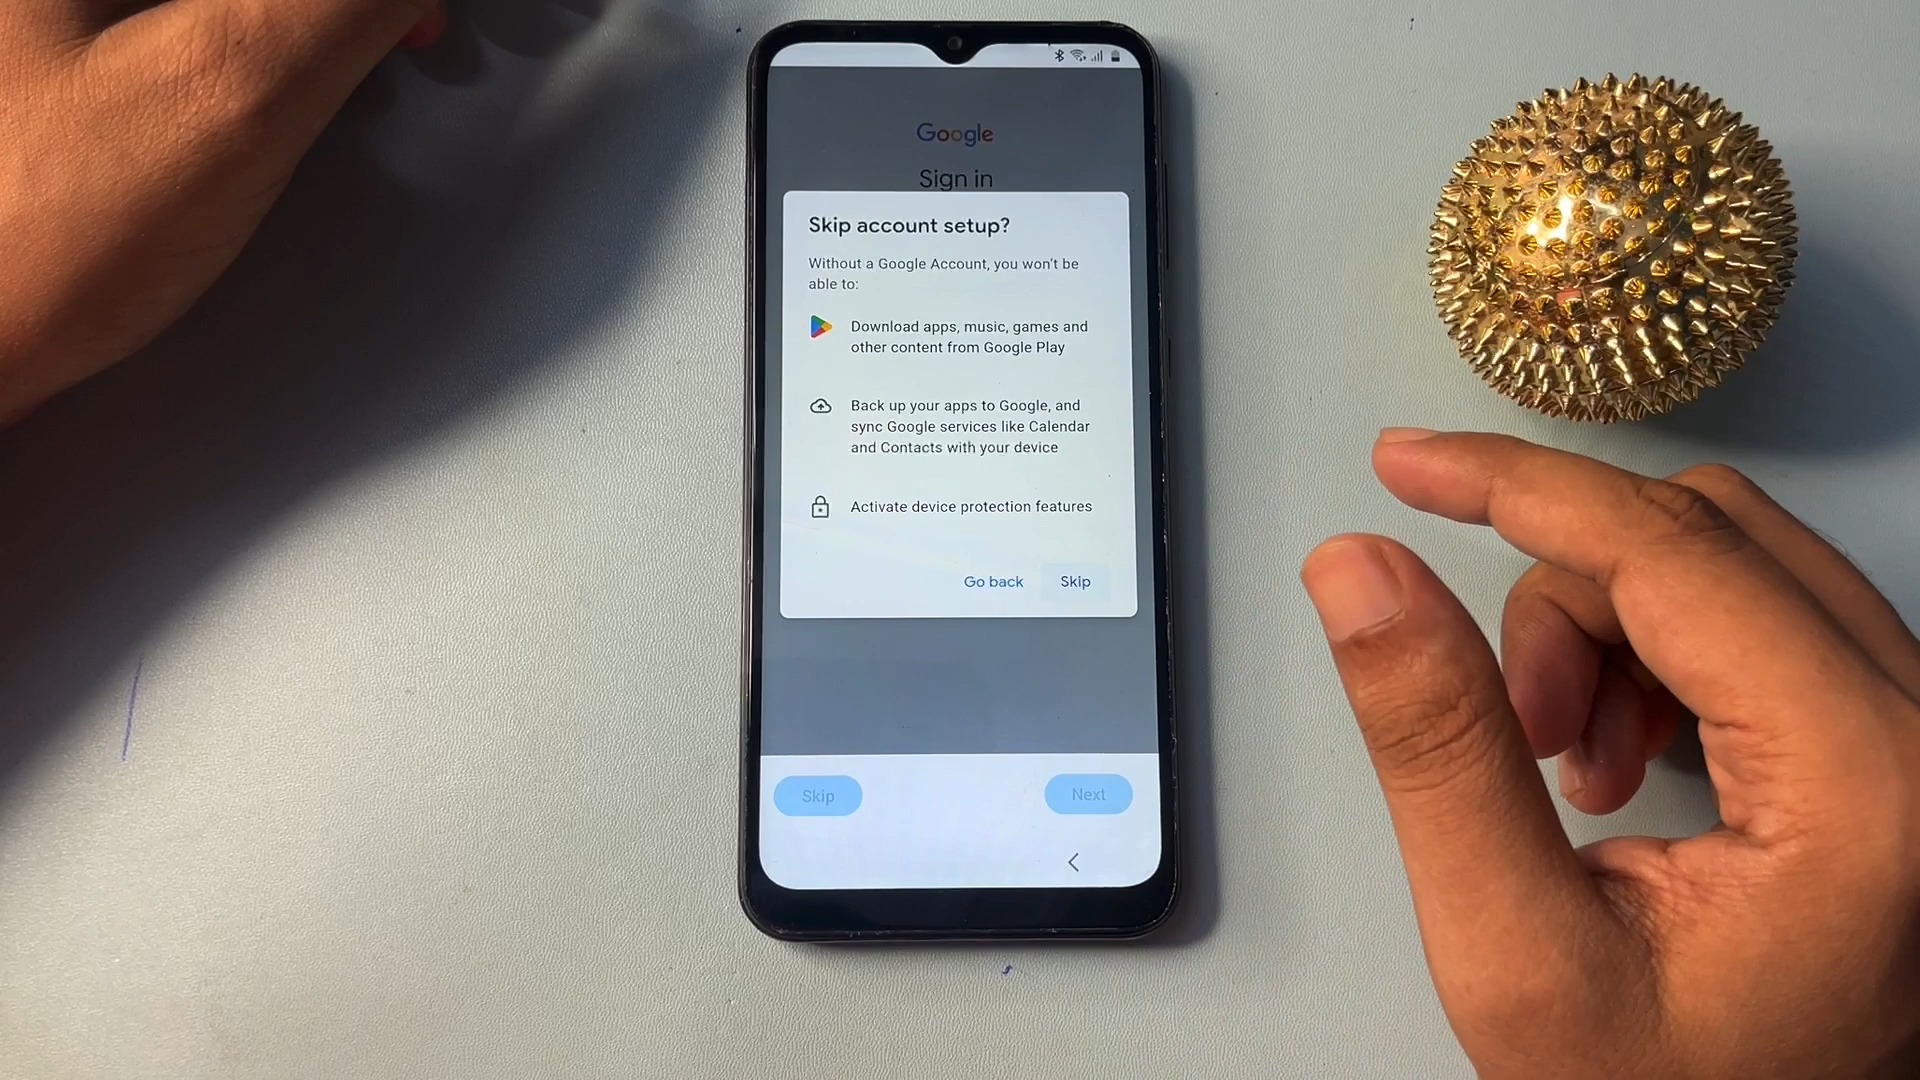 Google
Sign in
Skip account setup?
Without a Google Account, you won't be
able to:
Download apps, music, games and
other content from Google Play
Back up your apps to Google, and
sync Google services like Calendar
and Contacts with your device
Activate device protection features
Go back Skip
Skip Next